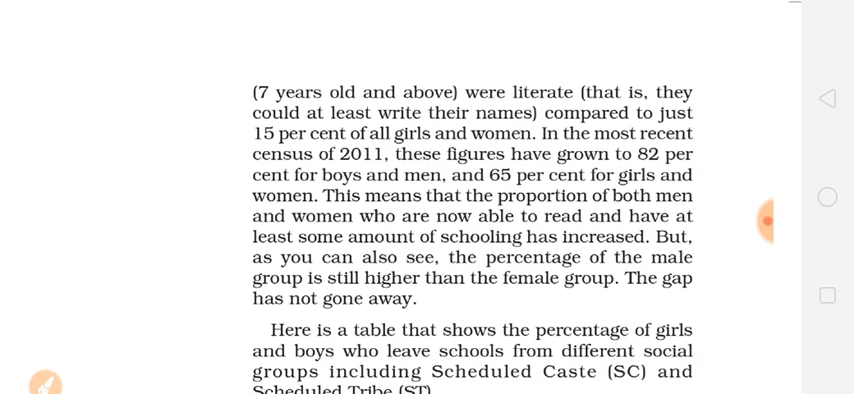 (7 years old and above) were literate (that is, they
could at least write their names) compared to just
15 per cent of all girls and women. In the most recent
census of 2011, these figures have grown to 82 per
cent for boys and men, and 65 per cent for girls and
women. This means that the proportion of both men
and women who are now able to read and have at
least some amount of schooling has increased. But,
as you can also see, the percentage of the male
group is still higher than the female group. The gap
has not gone away.
Here is a table that shows the percentage of girls
and boys who leave schools from different social
groups including Scheduled Caste (SC) and
Scheduled Tribe (ST)